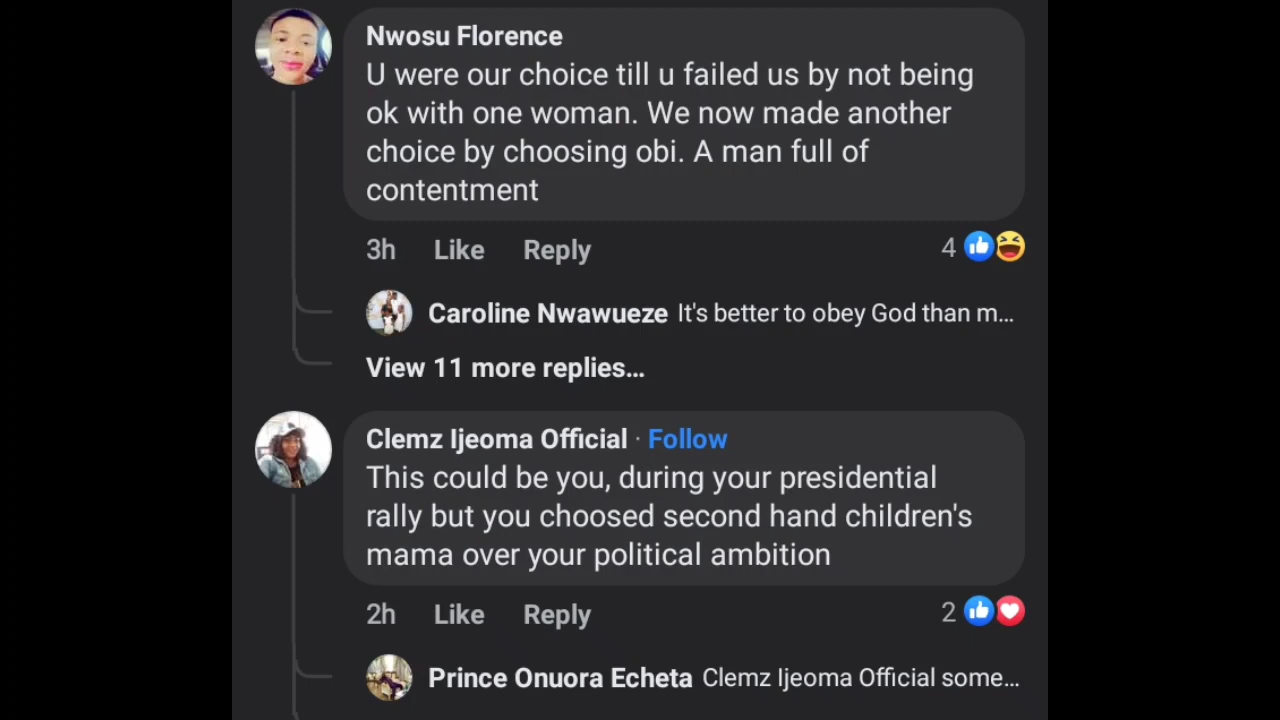 Nwosu Florence
U were our choice till u failed us by not being
ok with one woman. We now made another
choice by choosing obi. A man full of
contentment
3h Like Reply 4
Caroline Nwawueze It's better to obey God than m...
View 11 more replies...
Clemz Ijeoma Official · Follow
This could be you, during your presidential
rally but you choosed second hand children's
mama over your political ambition
2h Like Reply 2
Prince Onuora Echeta Clemz Ijeoma Official some...